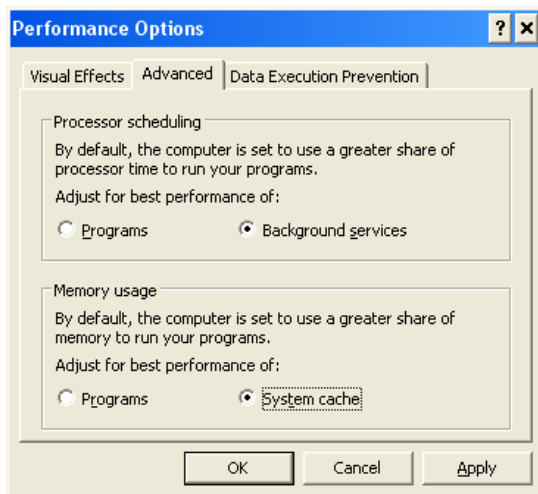 Performance Options
Visual Effects Advanced Data Execution Prevention
Processor scheduling
By default, the computer is set to use a greater share of
processor time to run your programs.
Adjust for best performance of:
Programs Background services
Memory usage
By default, the computer is set to use a greater share of
memory to run your programs.
Adjust for best performance of:
Programs System cache
OK Cancel Apply